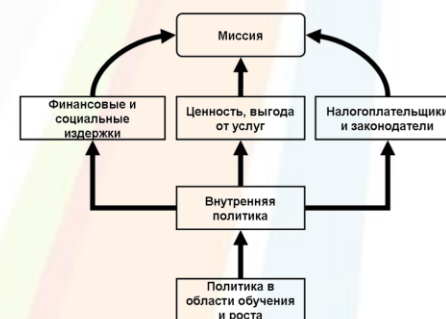 Миссия
Финансовые и
социальные
издержки
Ценность, выгода
от услуг
Налогоплательщики
и законодатели
Внутренняя
политика
Политика в
области обучения
и роста